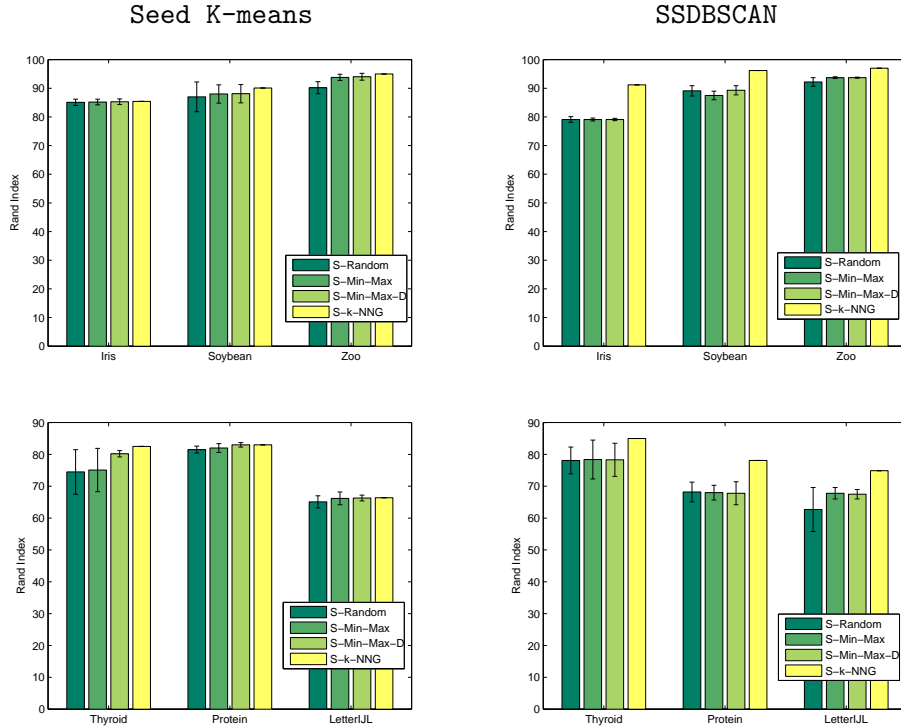 Seed K-means
SSDBSCAN
100
90
80
70
60
50
40
30
20
10
0
Rand Index
Iris
Soybean
Zoo
S-Random
S-Min-Max
S-Min-Max-D
S-k-NNG
100
90
80
70
60
50
40
30
20
10
0
Rand Index
Iris
Soybean
Zoo
S-Random
S-Min-Max
S-Min-Max-D
S-k-NNG
90
80
70
60
50
40
30
20
10
0
Rand Index
Thyroid
Protein
LetterIJL
S-Random
S-Min-Max
S-Min-Max-D
S-k-NNG
90
80
70
60
50
40
30
20
10
0
Rand Index
Thyroid
Protein
LetterIJL
S-Random
S-Min-Max
S-Min-Max-D
S-k-NNG